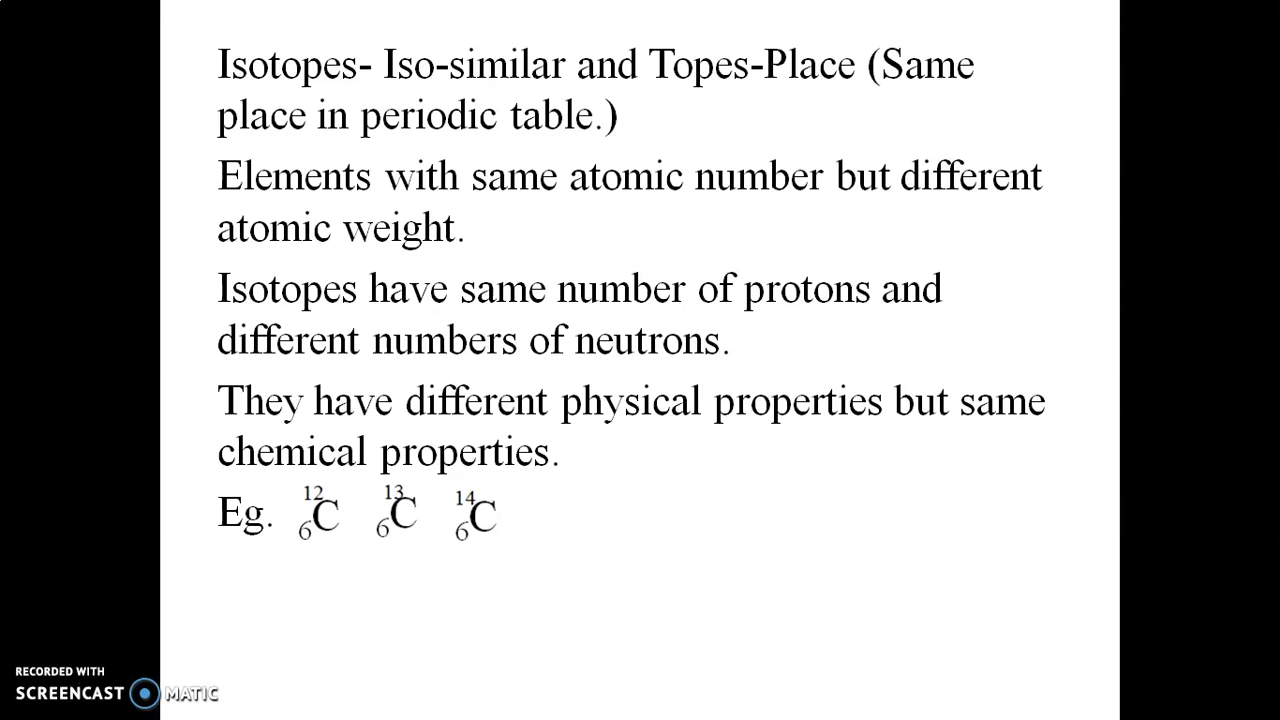 Isotopes- Iso-similar and Topes-Place (Same
place in periodic table.)
Elements with same atomic number but different
atomic weight.
Isotopes have same number of protons and
different numbers of neutrons.
They have different physical properties but same
chemical properties.
Eg. ¹²₆C ¹³₆C ¹⁴₆C
RECORDED WITH
SCREENCAST MATIC